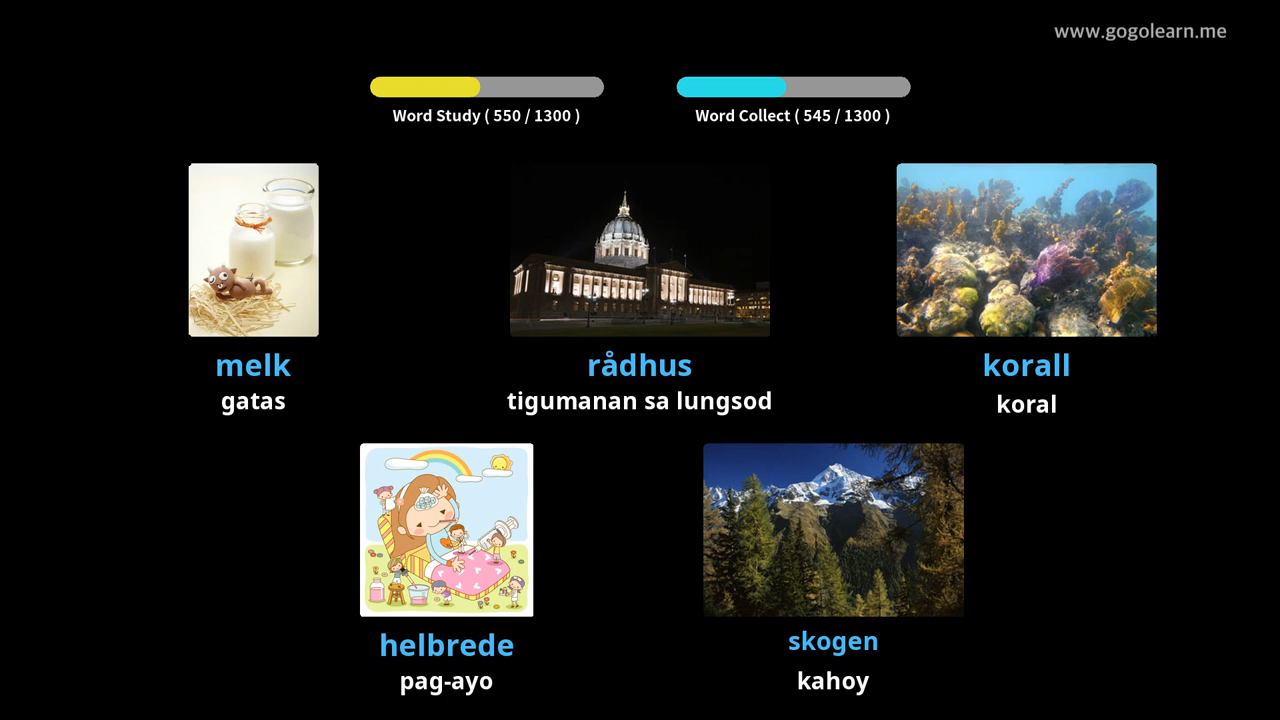 www.gogolearn.me
Word Study ( 550 / 1300 )
Word Collect ( 545 / 1300 )
melk
gatas
rådhus
tigumanan sa lungsod
korall
koral
helbrede
pag-ayo
skogen
kahoy